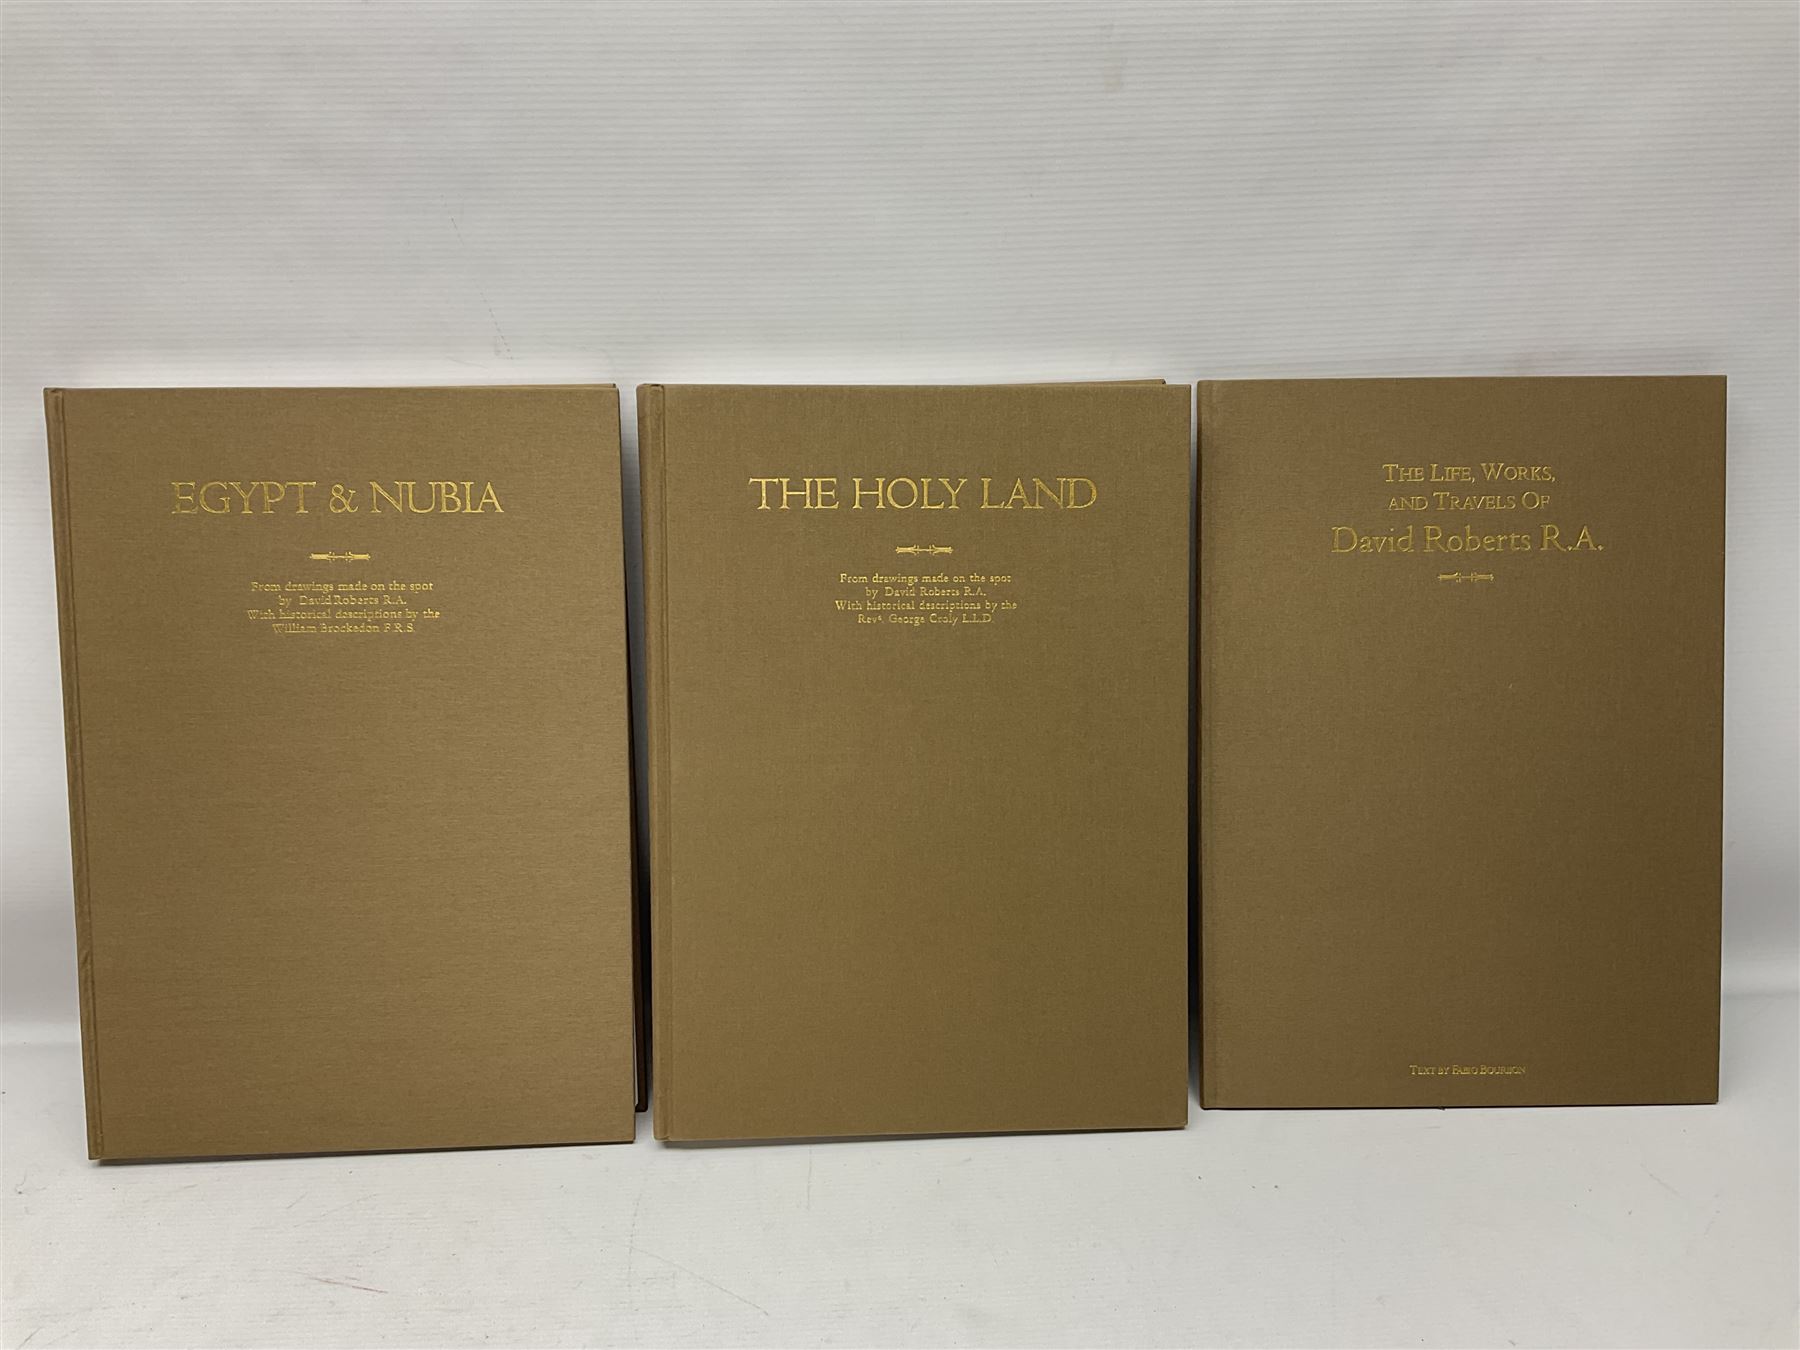 EGYPT & NUBIA
From drawings made on the spot
by David Roberts R.A.
With historical descriptions by the
William Brockedon F.R.S.
THE HOLY LAND
From drawings made on the spot
by David Roberts R.A.
With historical descriptions by the
Revd. George Croly L.L.D.
THE LIFE, WORKS,
AND TRAVELS OF
David Roberts R.A.
TEXT BY FABIO BOURBON